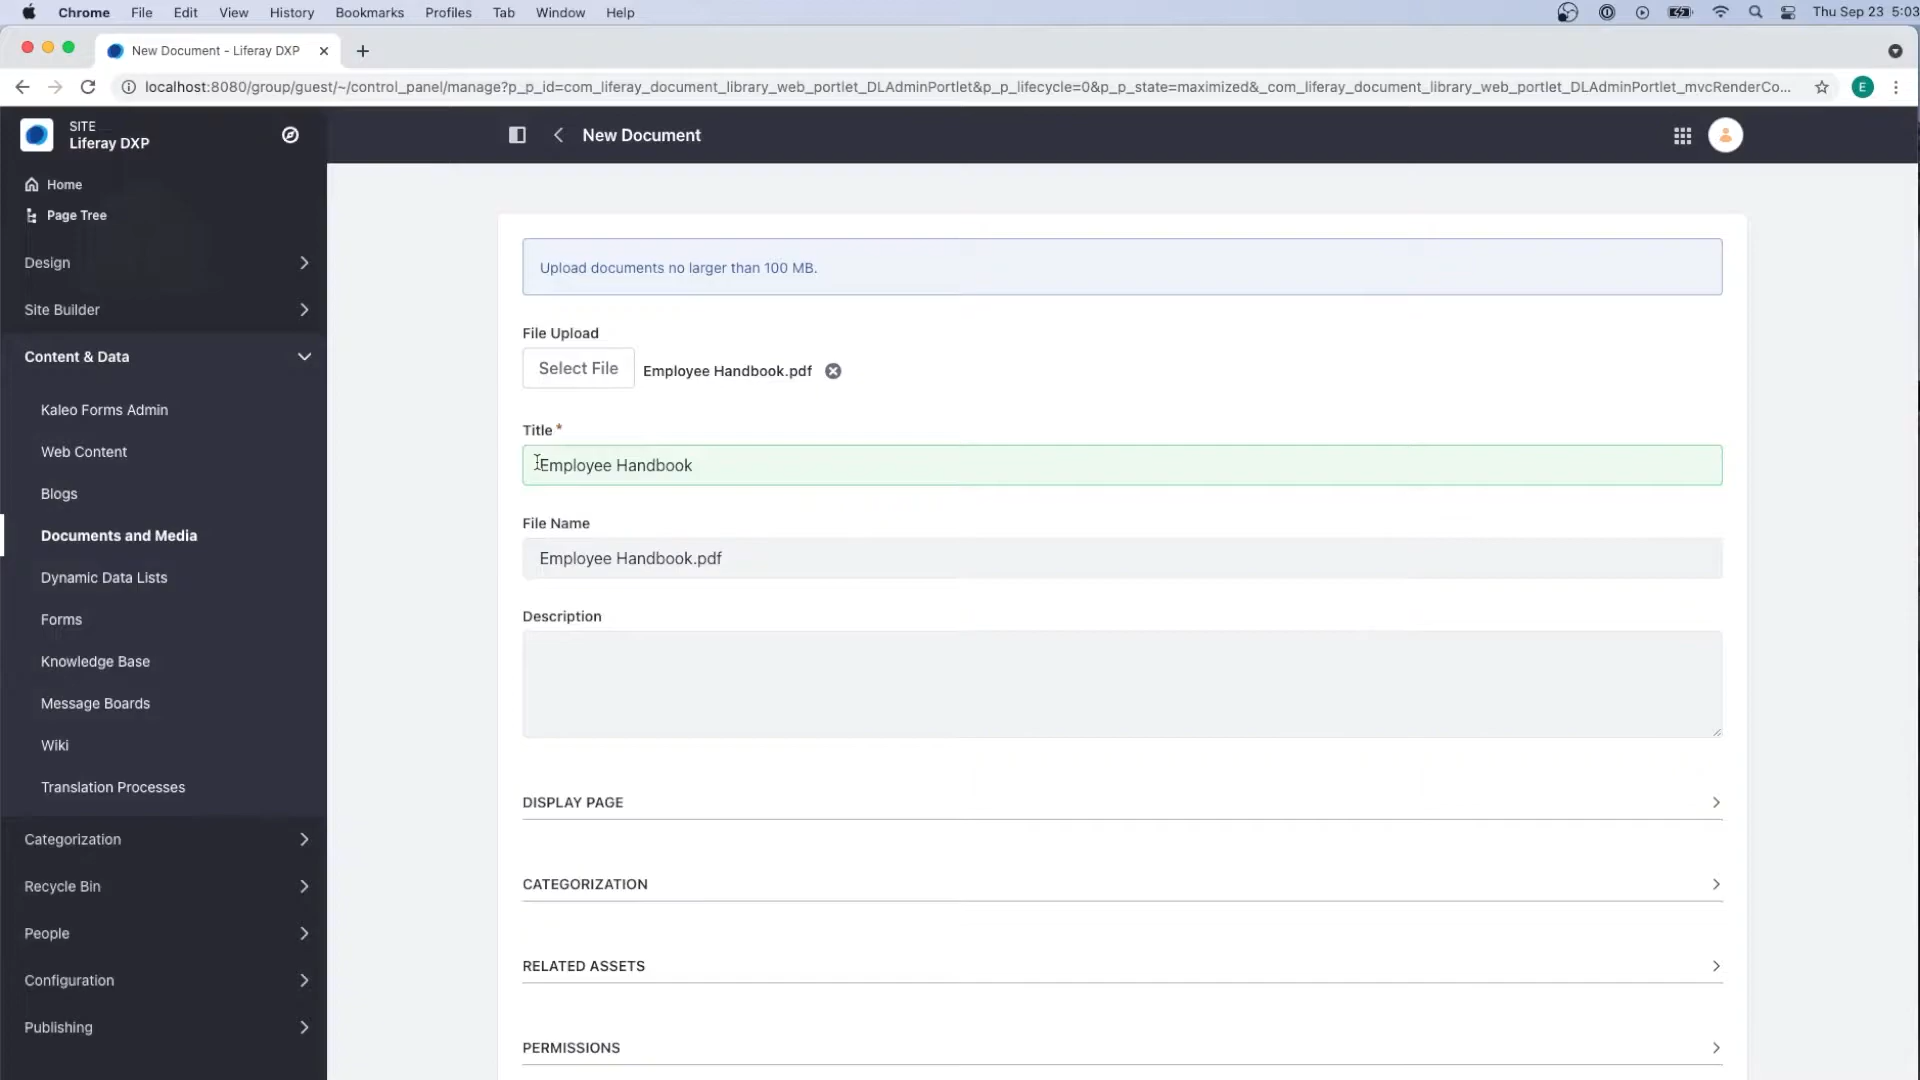 Chrome File Edit View History Bookmarks Profiles Tab Window Help Thu Sep 23 5:03
New Document - Liferay DXP
localhost:8080/group/guest/~/control_panel/manage?p_p_id=com_liferay_document_library_web_portlet_DLAdminPortlet&p_p_lifecycle=0&p_p_state=maximized&_com_liferay_document_library_web_portlet_DLAdminPortlet_mvcRenderCo... E
SITE
Liferay DXP
New Document
Home
Page Tree
Design
Site Builder
Content & Data
Kaleo Forms Admin
Web Content
Blogs
Documents and Media
Dynamic Data Lists
Forms
Knowledge Base
Message Boards
Wiki
Translation Processes
Categorization
Recycle Bin
People
Configuration
Publishing
Upload documents no larger than 100 MB.
File Upload
Select File Employee Handbook.pdf
Title *
Employee Handbook
File Name
Employee Handbook.pdf
Description
DISPLAY PAGE
CATEGORIZATION
RELATED ASSETS
PERMISSIONS